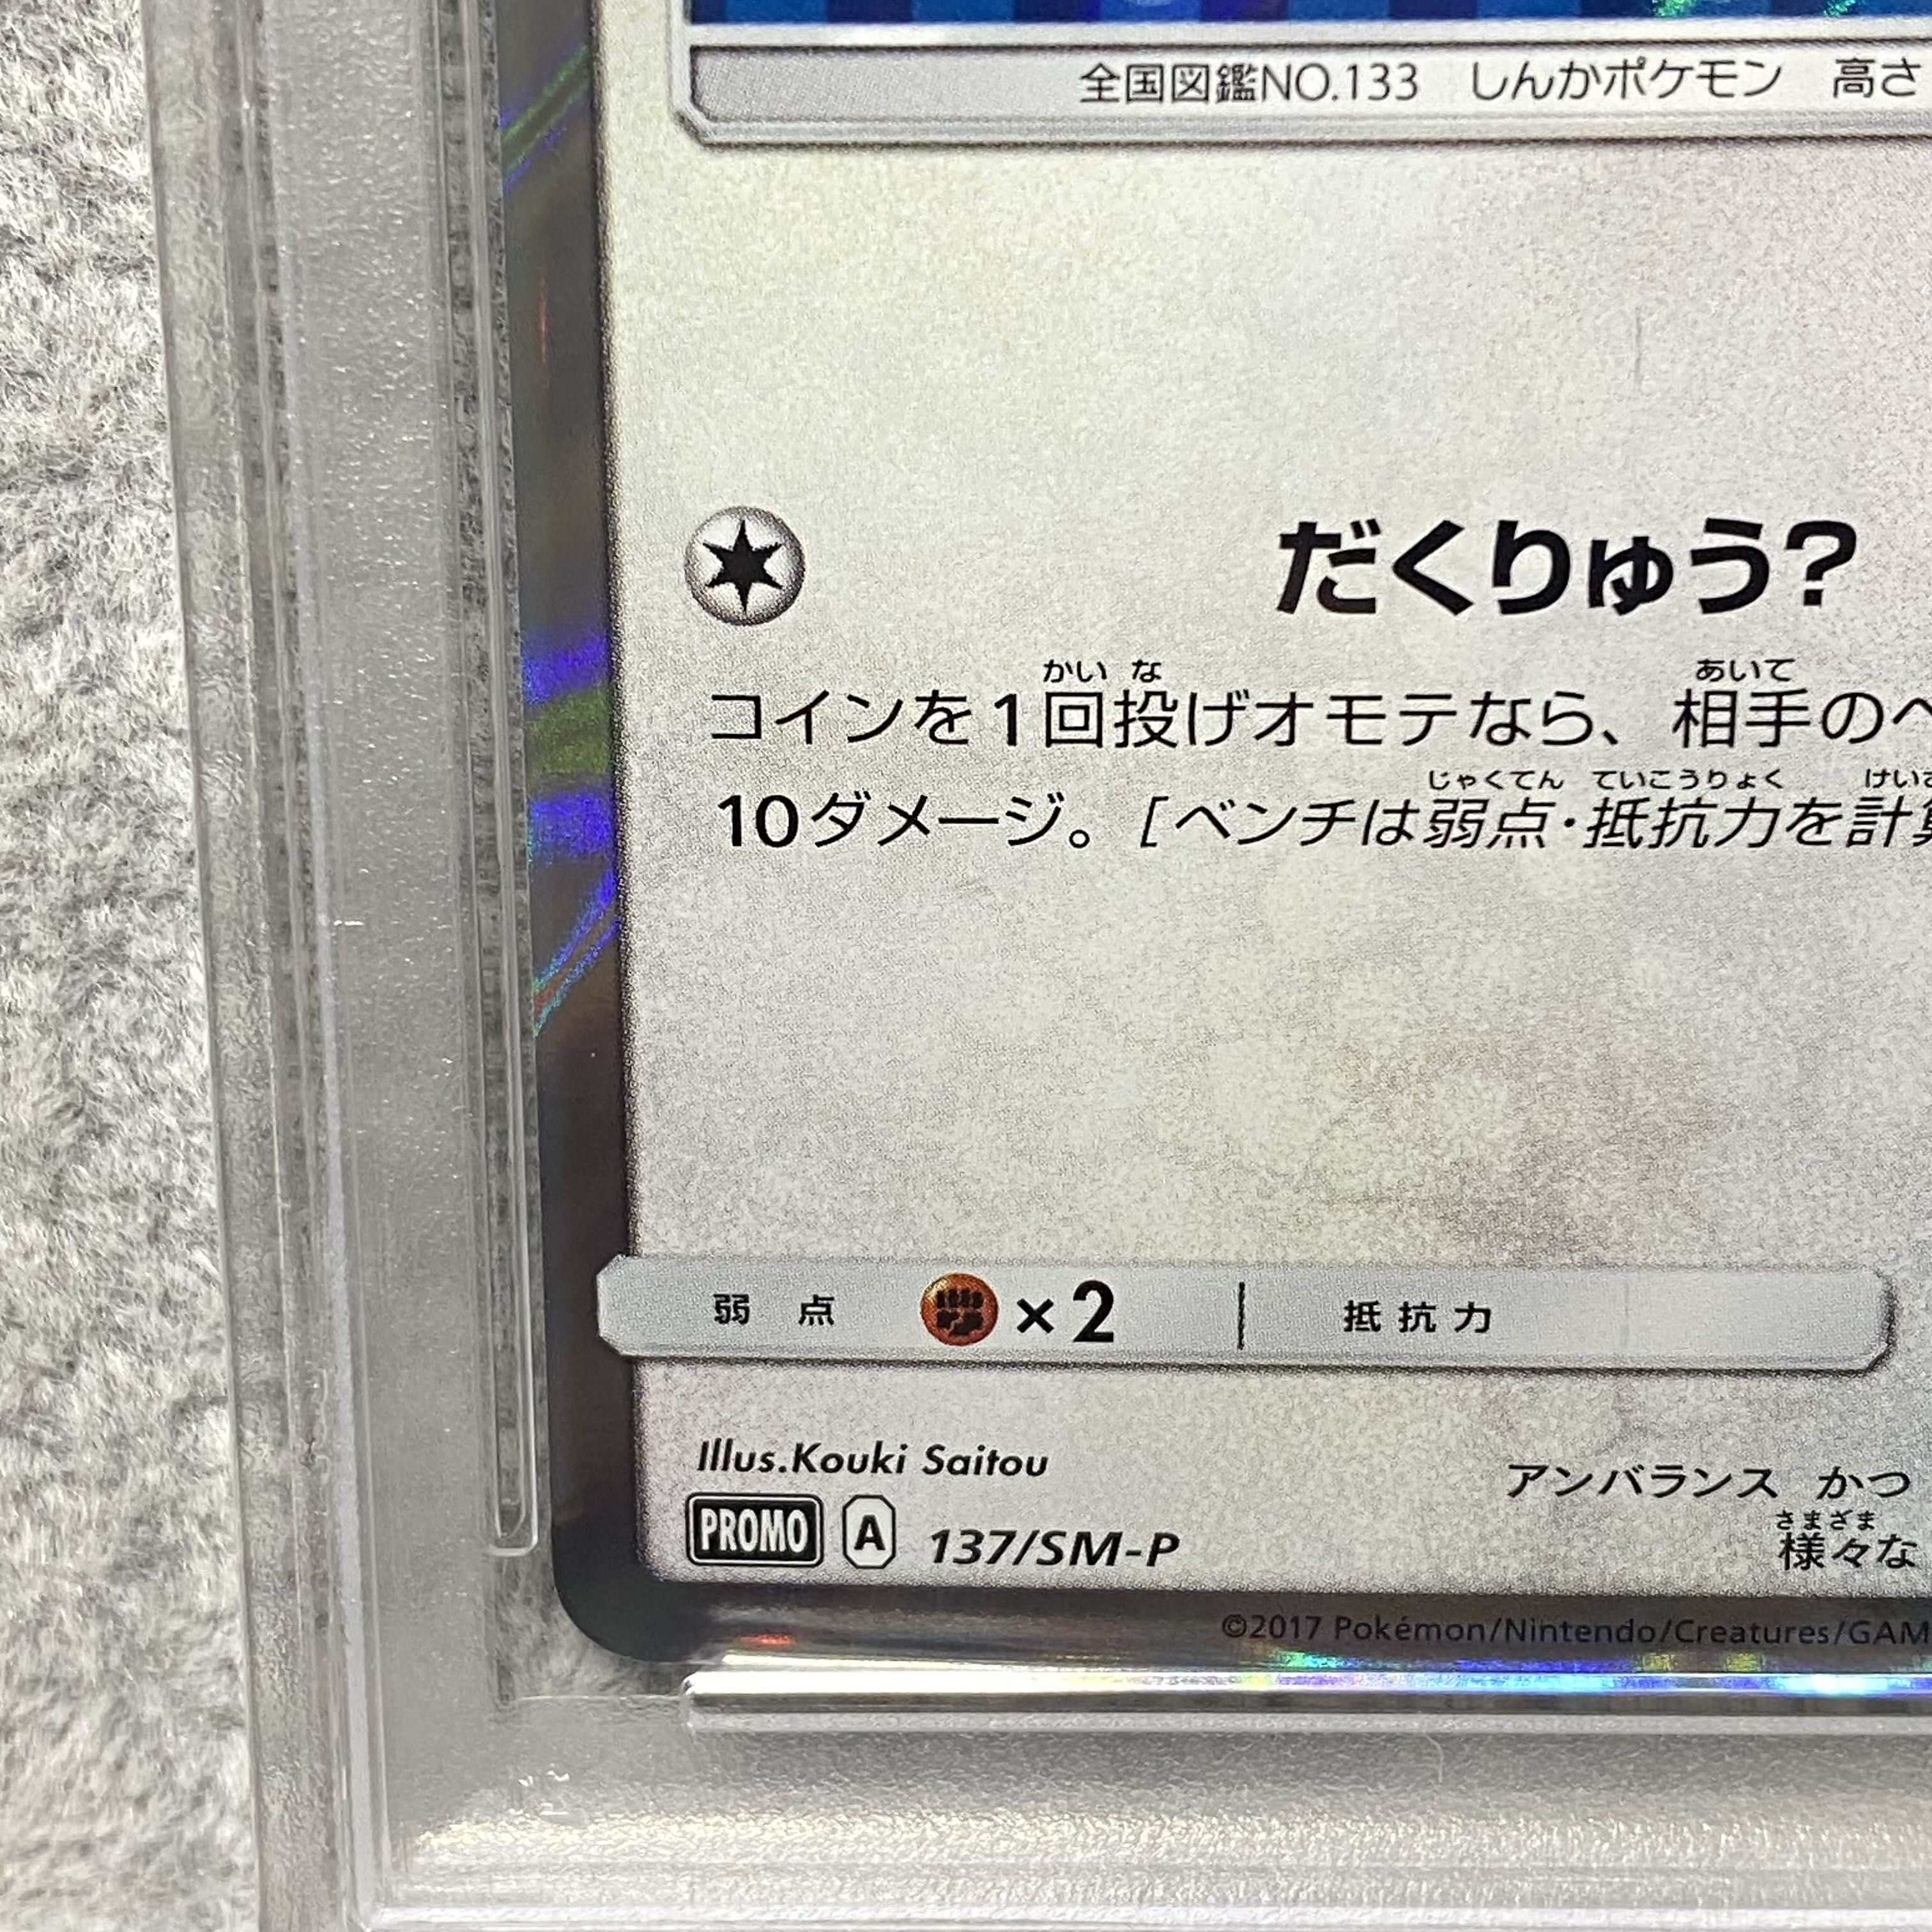 全国図鑑NO.133 しんかポケモン 高さ
だくりゅう?
かい な あいて
コインを1回投げオモテなら、相手のベ
じゃくてん ていこうりょく
10ダメージ。[ベンチは弱点・抵抗力を計
弱点 ×2 抵抗力
Illus.Kouki Saitou
アンバランス かつ
PROMO A 137/SM-P
さまざま
様々な
©2017 Pokémon/Nintendo/Creatures/GAM